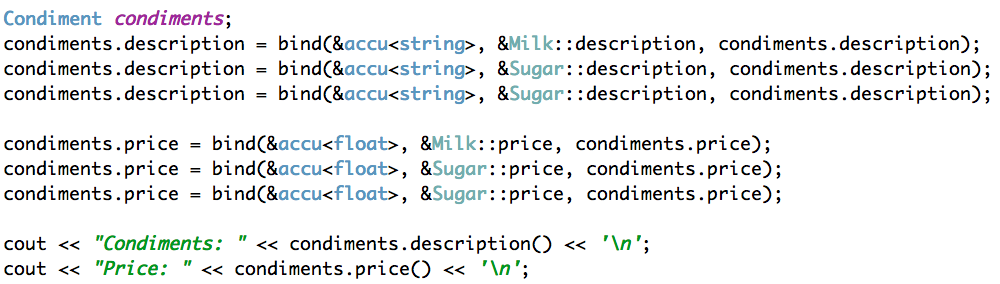 Condiment condiments;
condiments.description = bind(&accu<string>, &Milk::description, condiments.description);
condiments.description = bind(&accu<string>, &Sugar::description, condiments.description);
condiments.description = bind(&accu<string>, &Sugar::description, condiments.description);
condiments.price = bind(&accu<float>, &Milk::price, condiments.price);
condiments.price = bind(&accu<float>, &Sugar::price, condiments.price);
condiments.price = bind(&accu<float>, &Sugar::price, condiments.price);
cout << "Condiments: " << condiments.description() << '\n';
cout << "Price: " << condiments.price() << '\n';